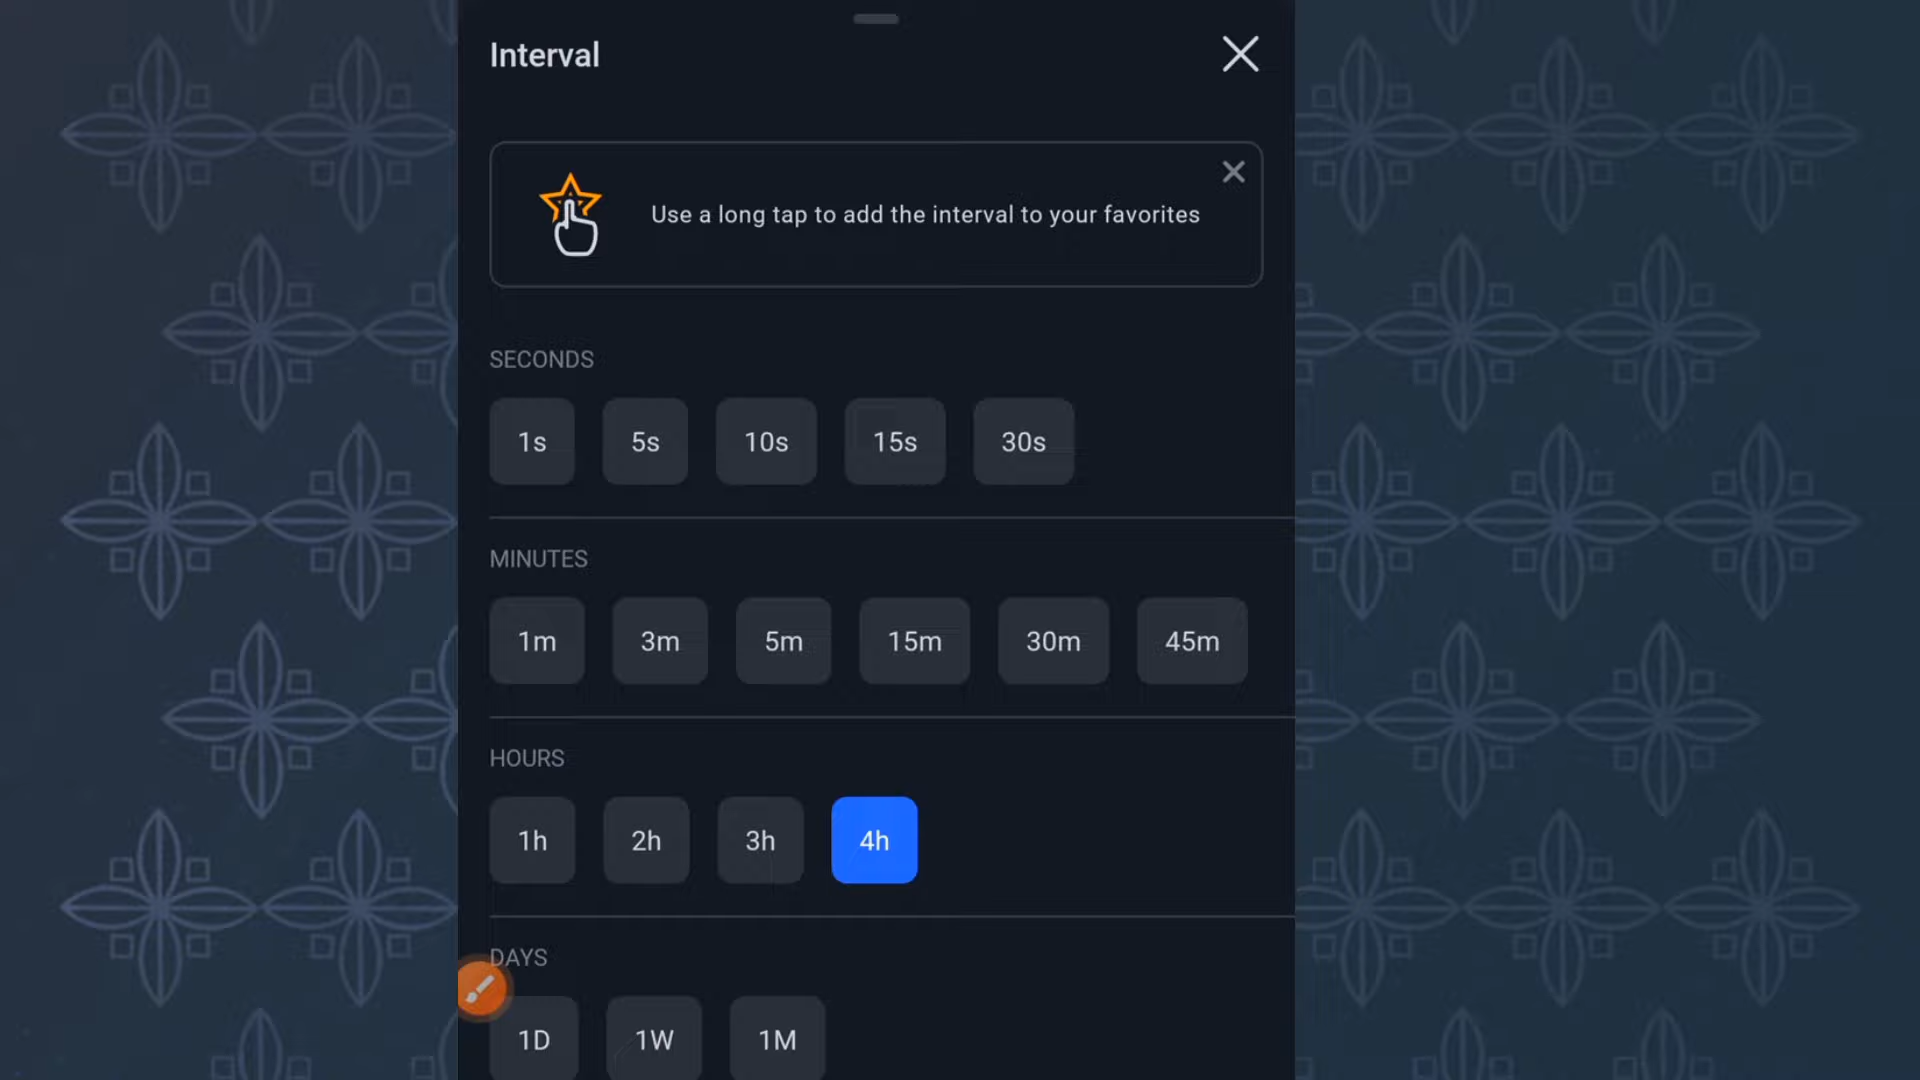 Interval
Use a long tap to add the interval to your favorites
SECONDS
1s 5s 10s 15s 30s
MINUTES
1m 3m 5m 15m 30m 45m
HOURS
1h 2h 3h 4h
DAYS
1D 1W 1M